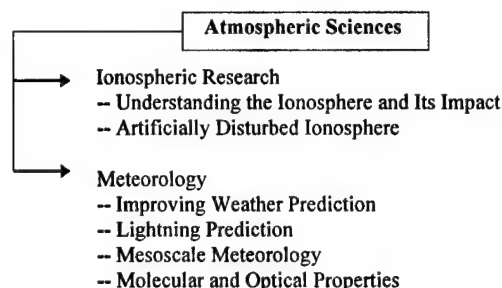 Atmospheric Sciences
Ionospheric Research
-- Understanding the Ionosphere and Its Impact
-- Artificially Disturbed Ionosphere
Meteorology
-- Improving Weather Prediction
-- Lightning Prediction
-- Mesoscale Meteorology
-- Molecular and Optical Properties